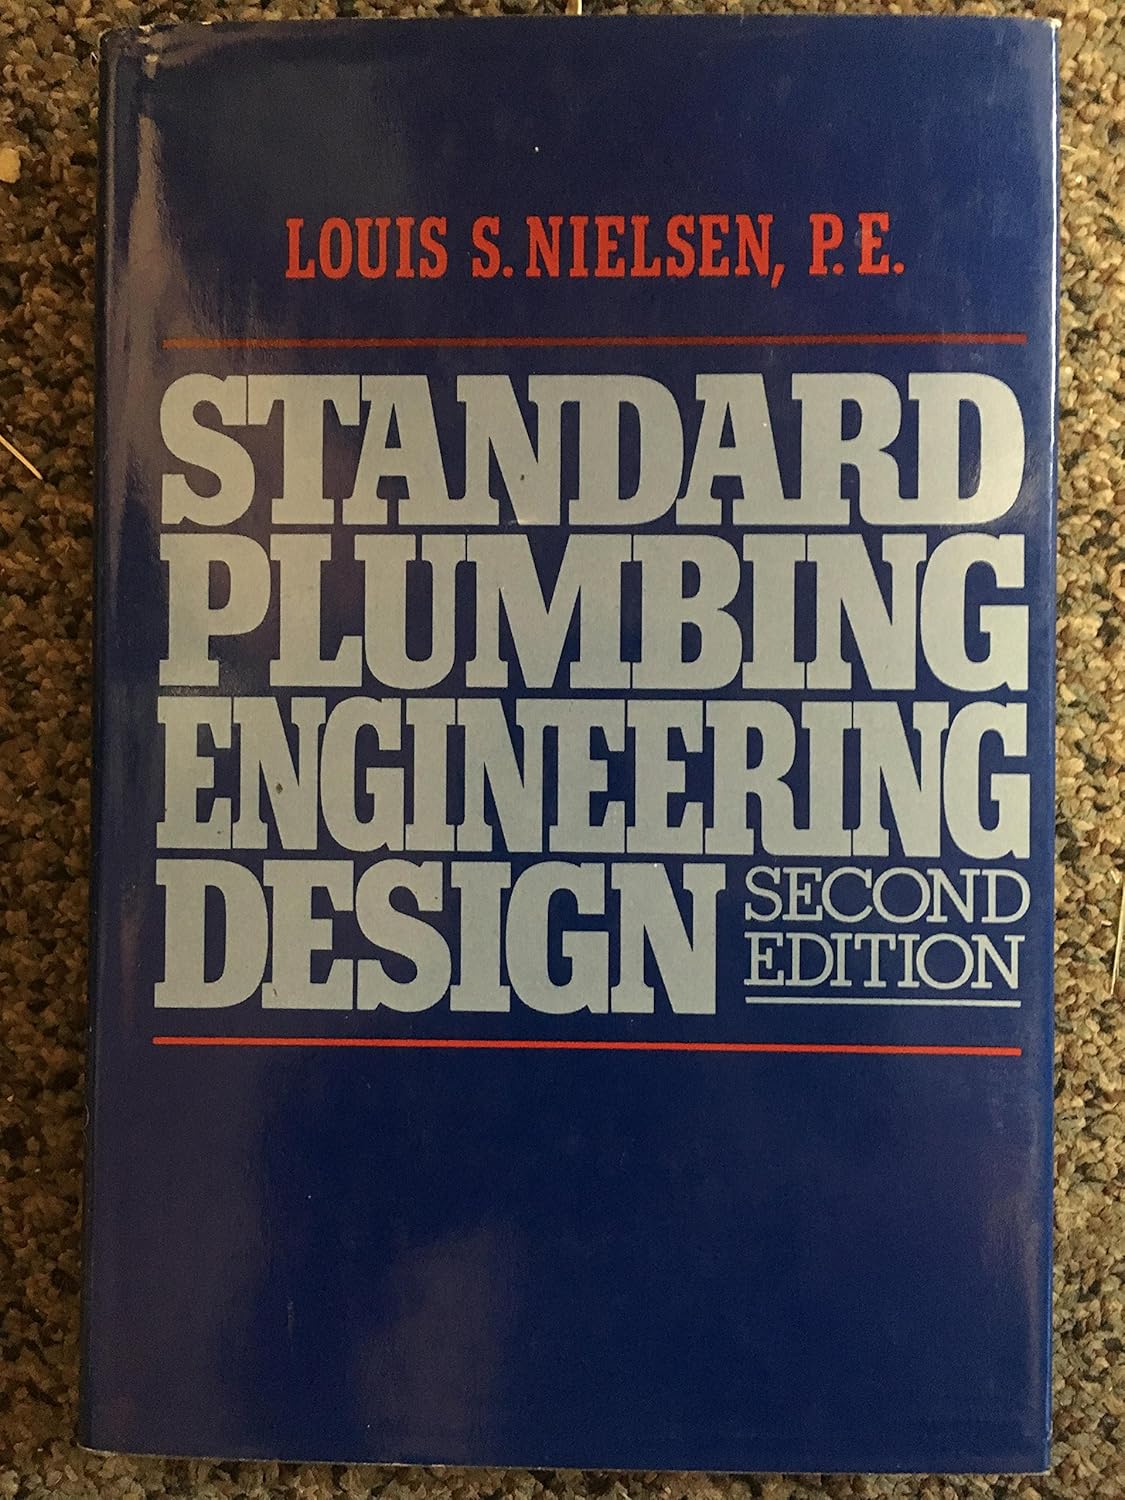 LOUIS S. NIELSEN, P.E.
STANDARD
PLUMBING
ENGINEERING
DESIGN
SECOND
EDITION